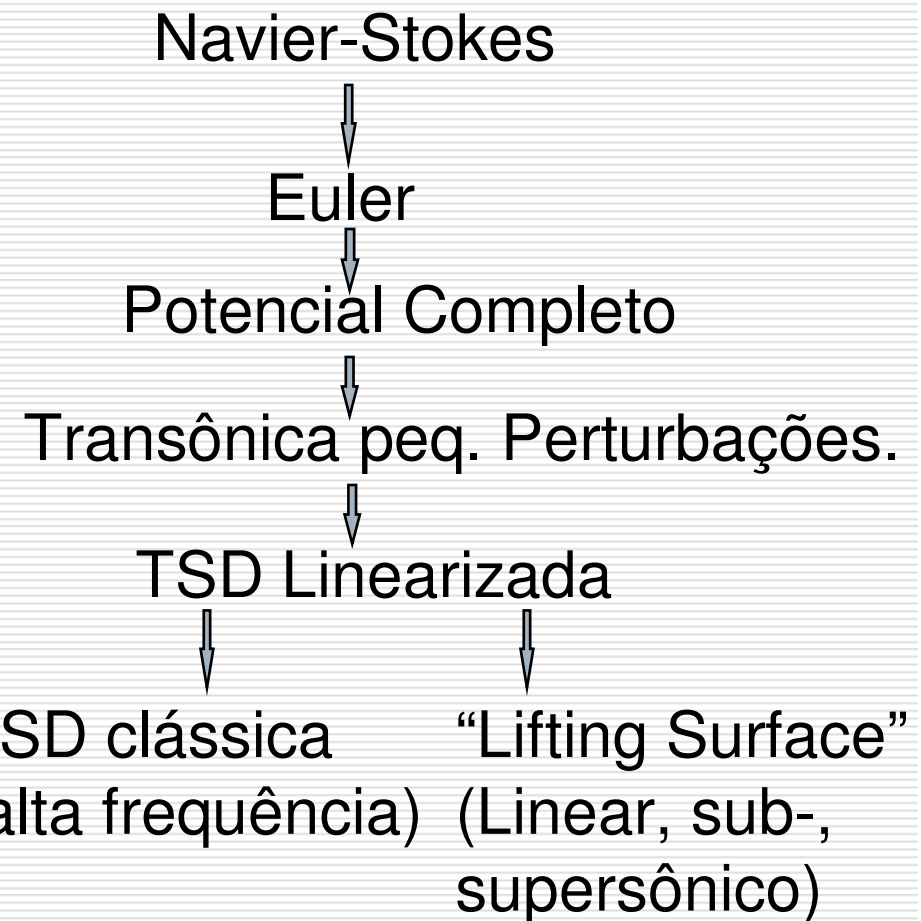 Navier-Stokes
Euler
Potencial Completo
Transônica peq. Perturbações.
TSD Linearizada
SD clássica
alta frequência)
“Lifting Surface”
(Linear, sub-,
supersônico)